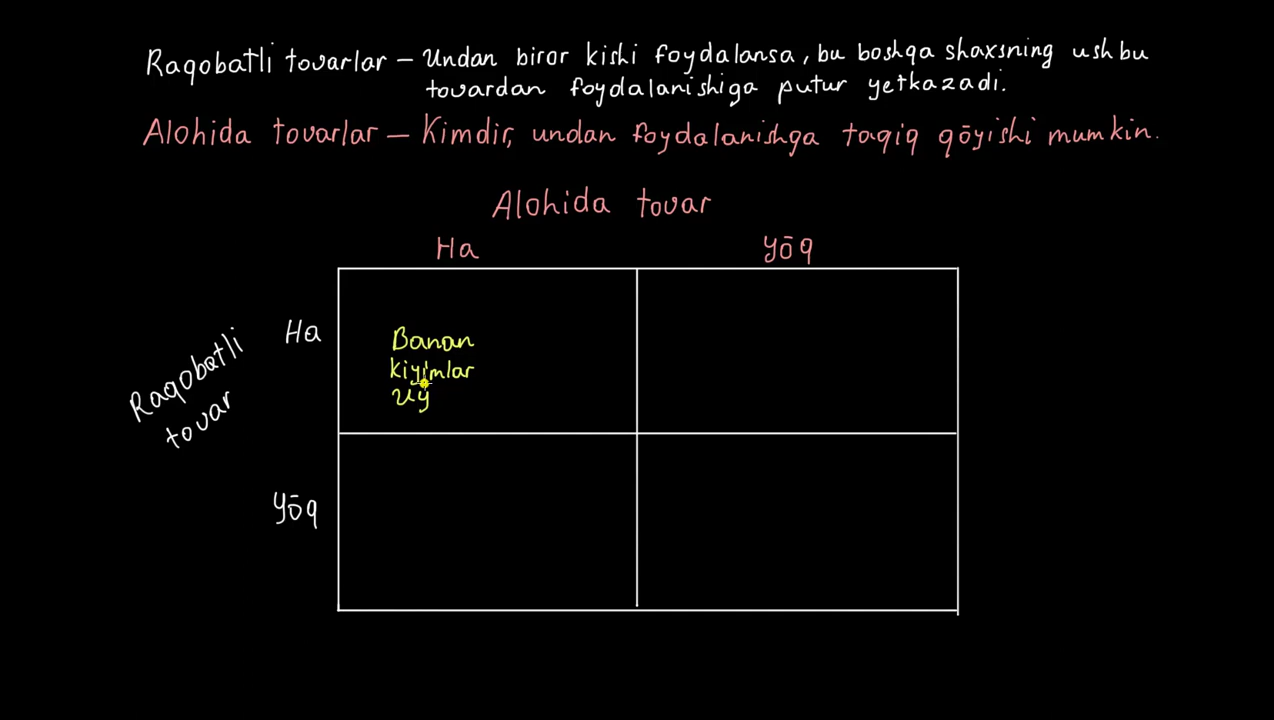 Raqobatli tovarlar – Undan biror kishi foydalansa, bu boshqa shaxsning ushbu
tovardan foydalanishiga putur yetkazadi.
Alohida tovarlar – Kimdir, undan foydalanishga taqiq qōyishi mumkin.
Alohida tovar
Ha
Yōq
Raqobatli
tovar
Ha
Banan
kiyimlar
Uy
Yōq